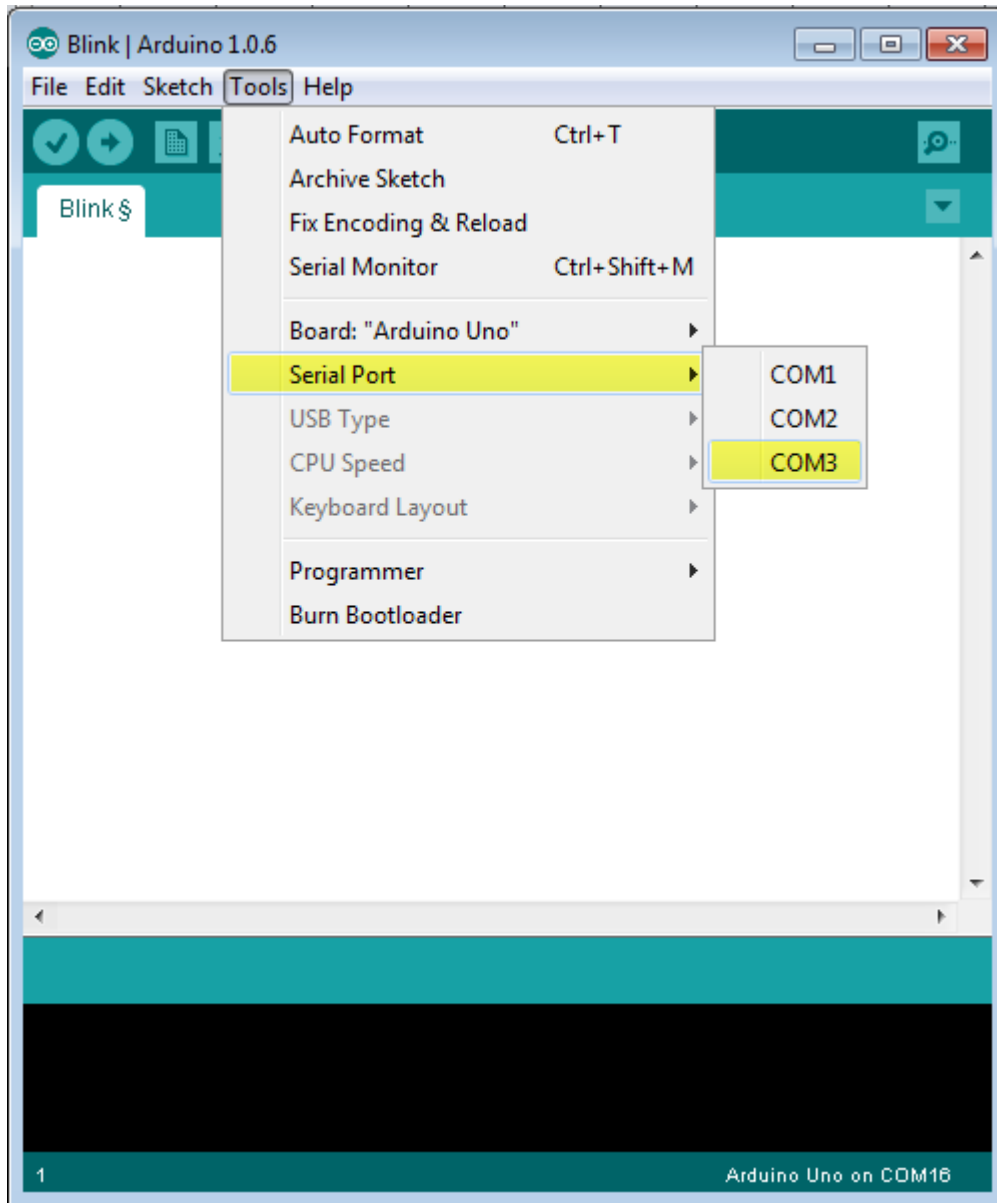 Blink | Arduino 1.0.6
File Edit Sketch Tools Help
Blink §
Auto Format Ctrl+T
Archive Sketch
Fix Encoding & Reload
Serial Monitor Ctrl+Shift+M
Board: "Arduino Uno"
Serial Port
USB Type
CPU Speed
Keyboard Layout
Programmer
Burn Bootloader
COM1
COM2
COM3
1 Arduino Uno on COM16